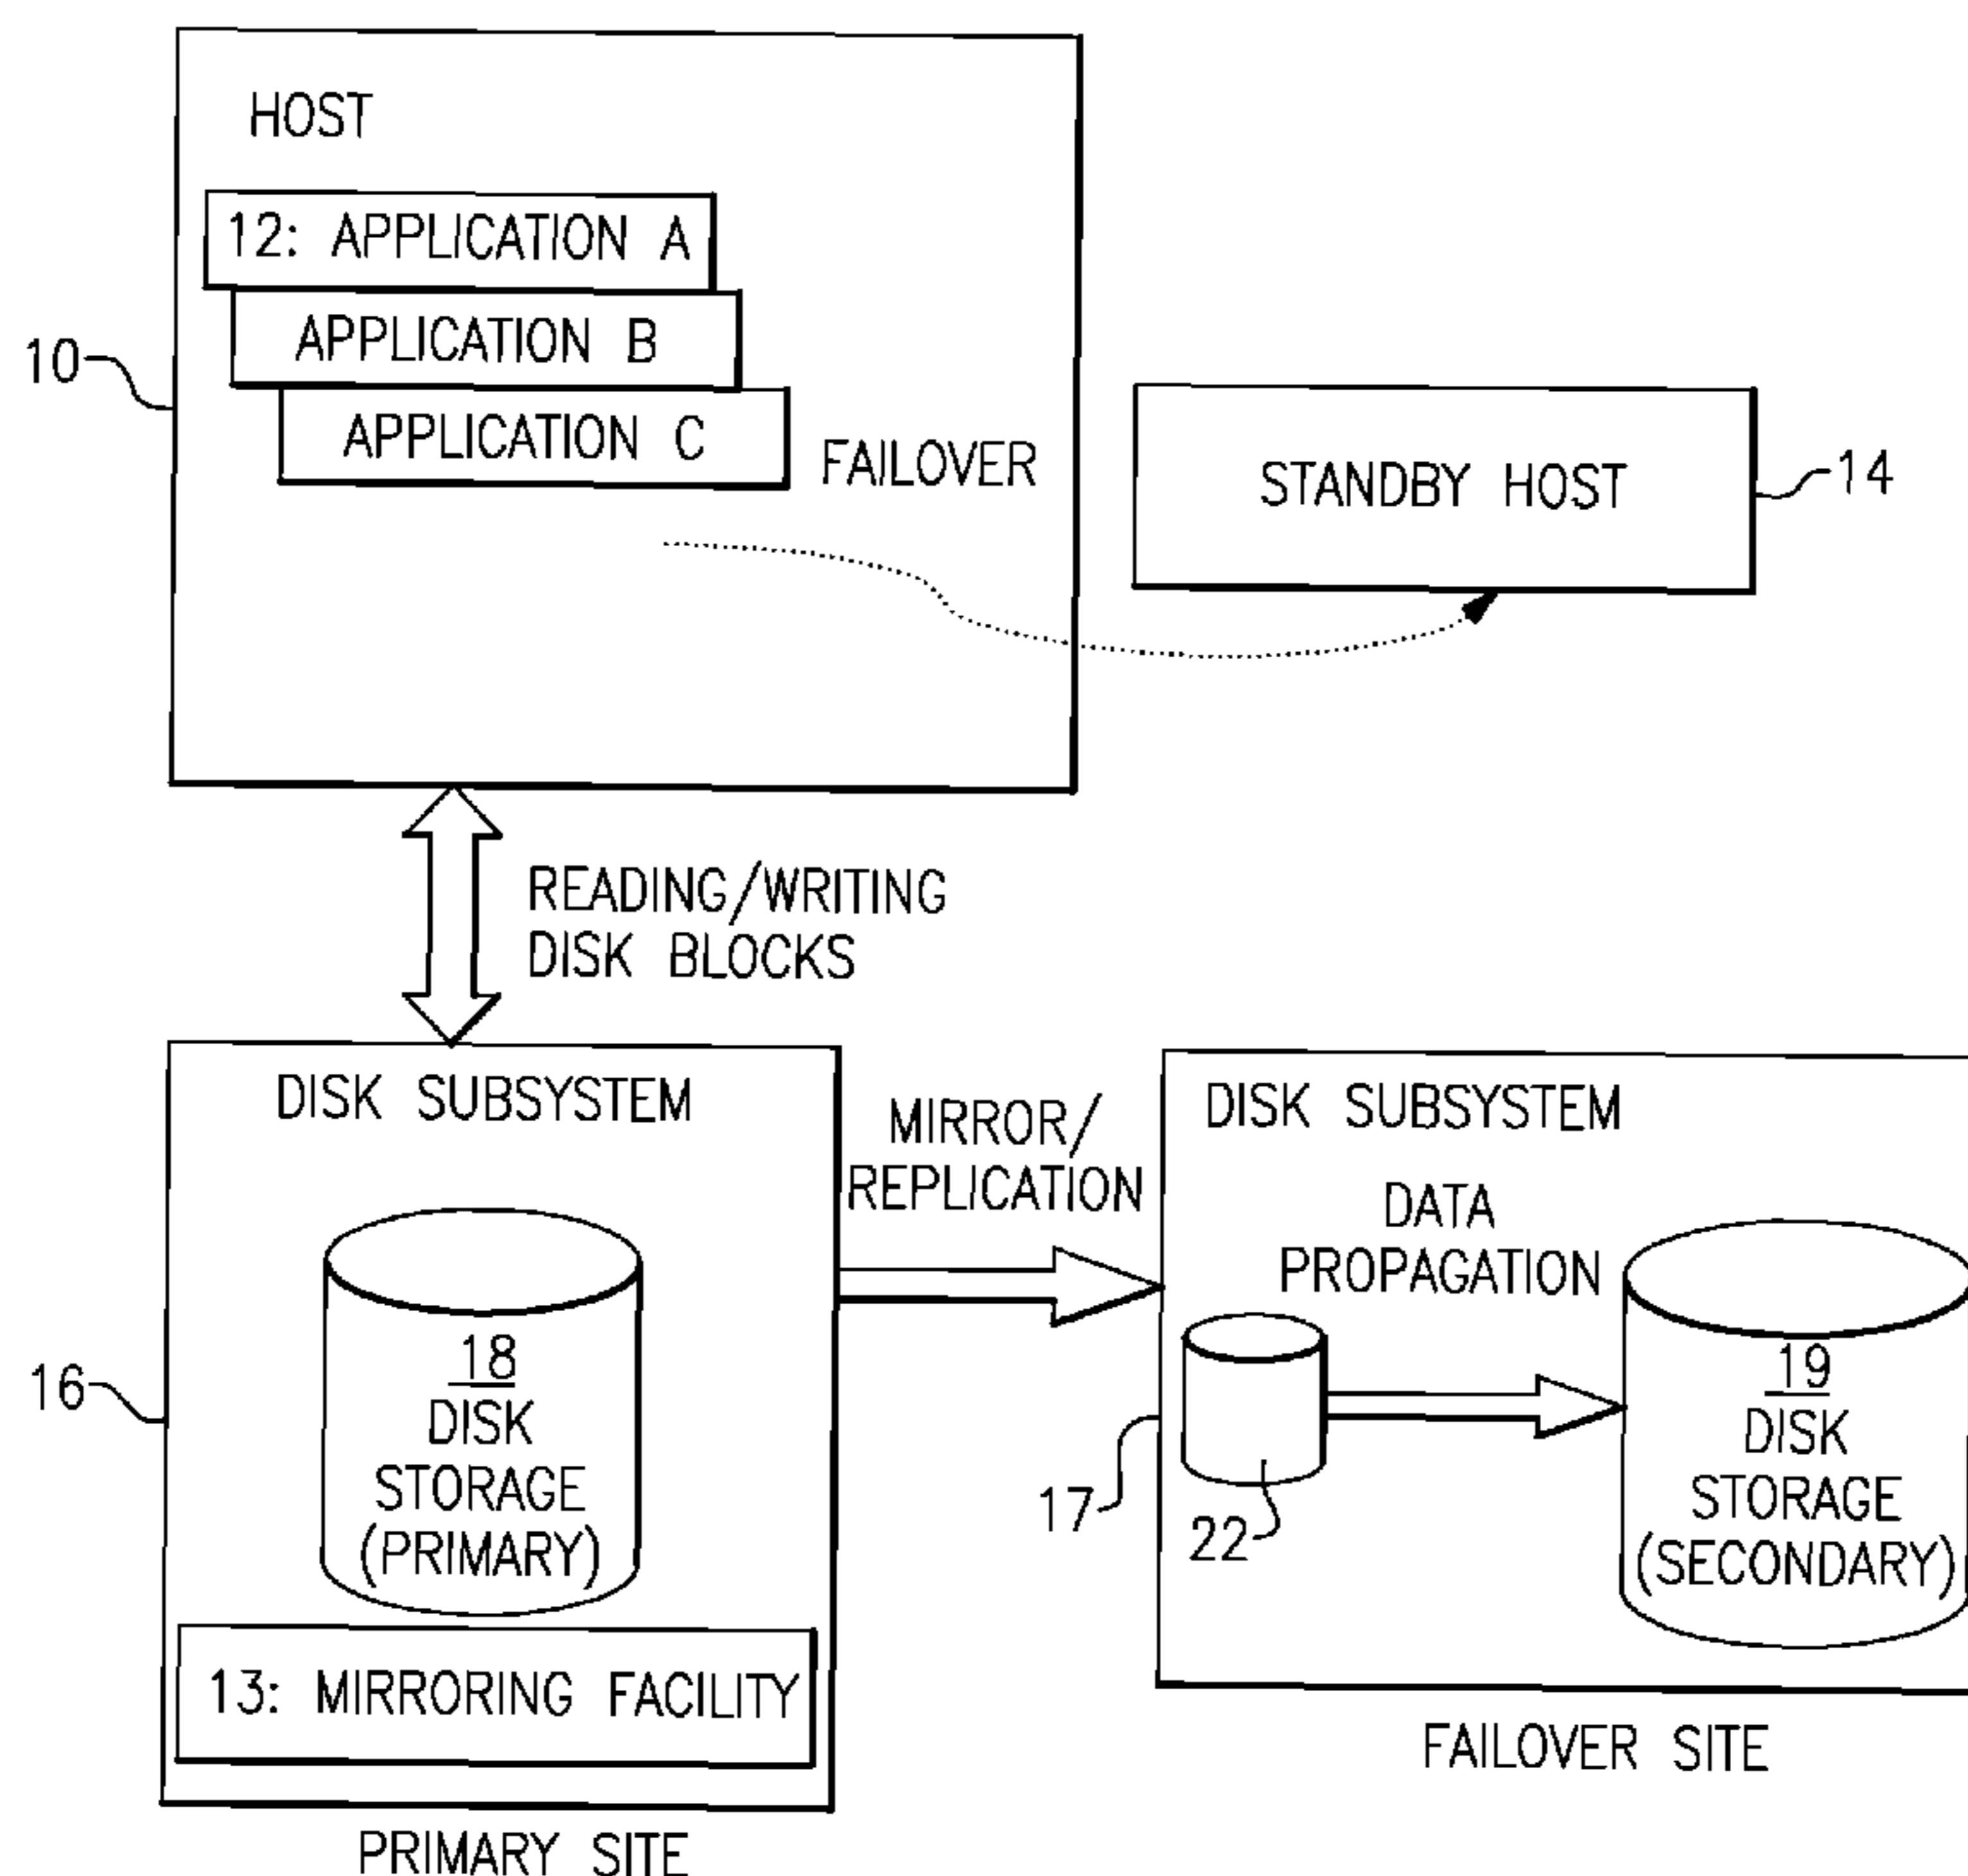 HOST
12: APPLICATION A
APPLICATION B
APPLICATION C
10
FAILOVER
STANDBY HOST
14
READING/WRITING
DISK BLOCKS
DISK SUBSYSTEM
18
DISK
STORAGE
(PRIMARY)
16
13: MIRRORING FACILITY
PRIMARY SITE
MIRROR/
REPLICATION
DISK SUBSYSTEM
DATA
PROPAGATION
17
22
19
DISK
STORAGE
(SECONDARY)
FAILOVER SITE